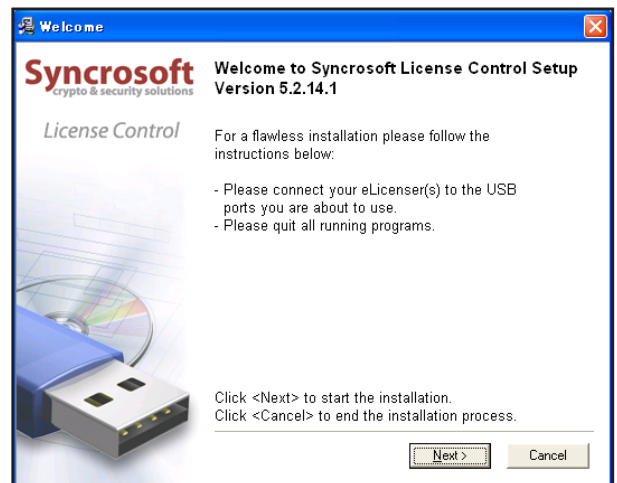 Welcome
Syncrosoft
crypto & security solutions
License Control
Welcome to Syncrosoft License Control Setup
Version 5.2.14.1
For a flawless installation please follow the
instructions below:
- Please connect your eLicenser(s) to the USB
ports you are about to use.
- Please quit all running programs.
Click <Next> to start the installation.
Click <Cancel> to end the installation process.
Next >
Cancel